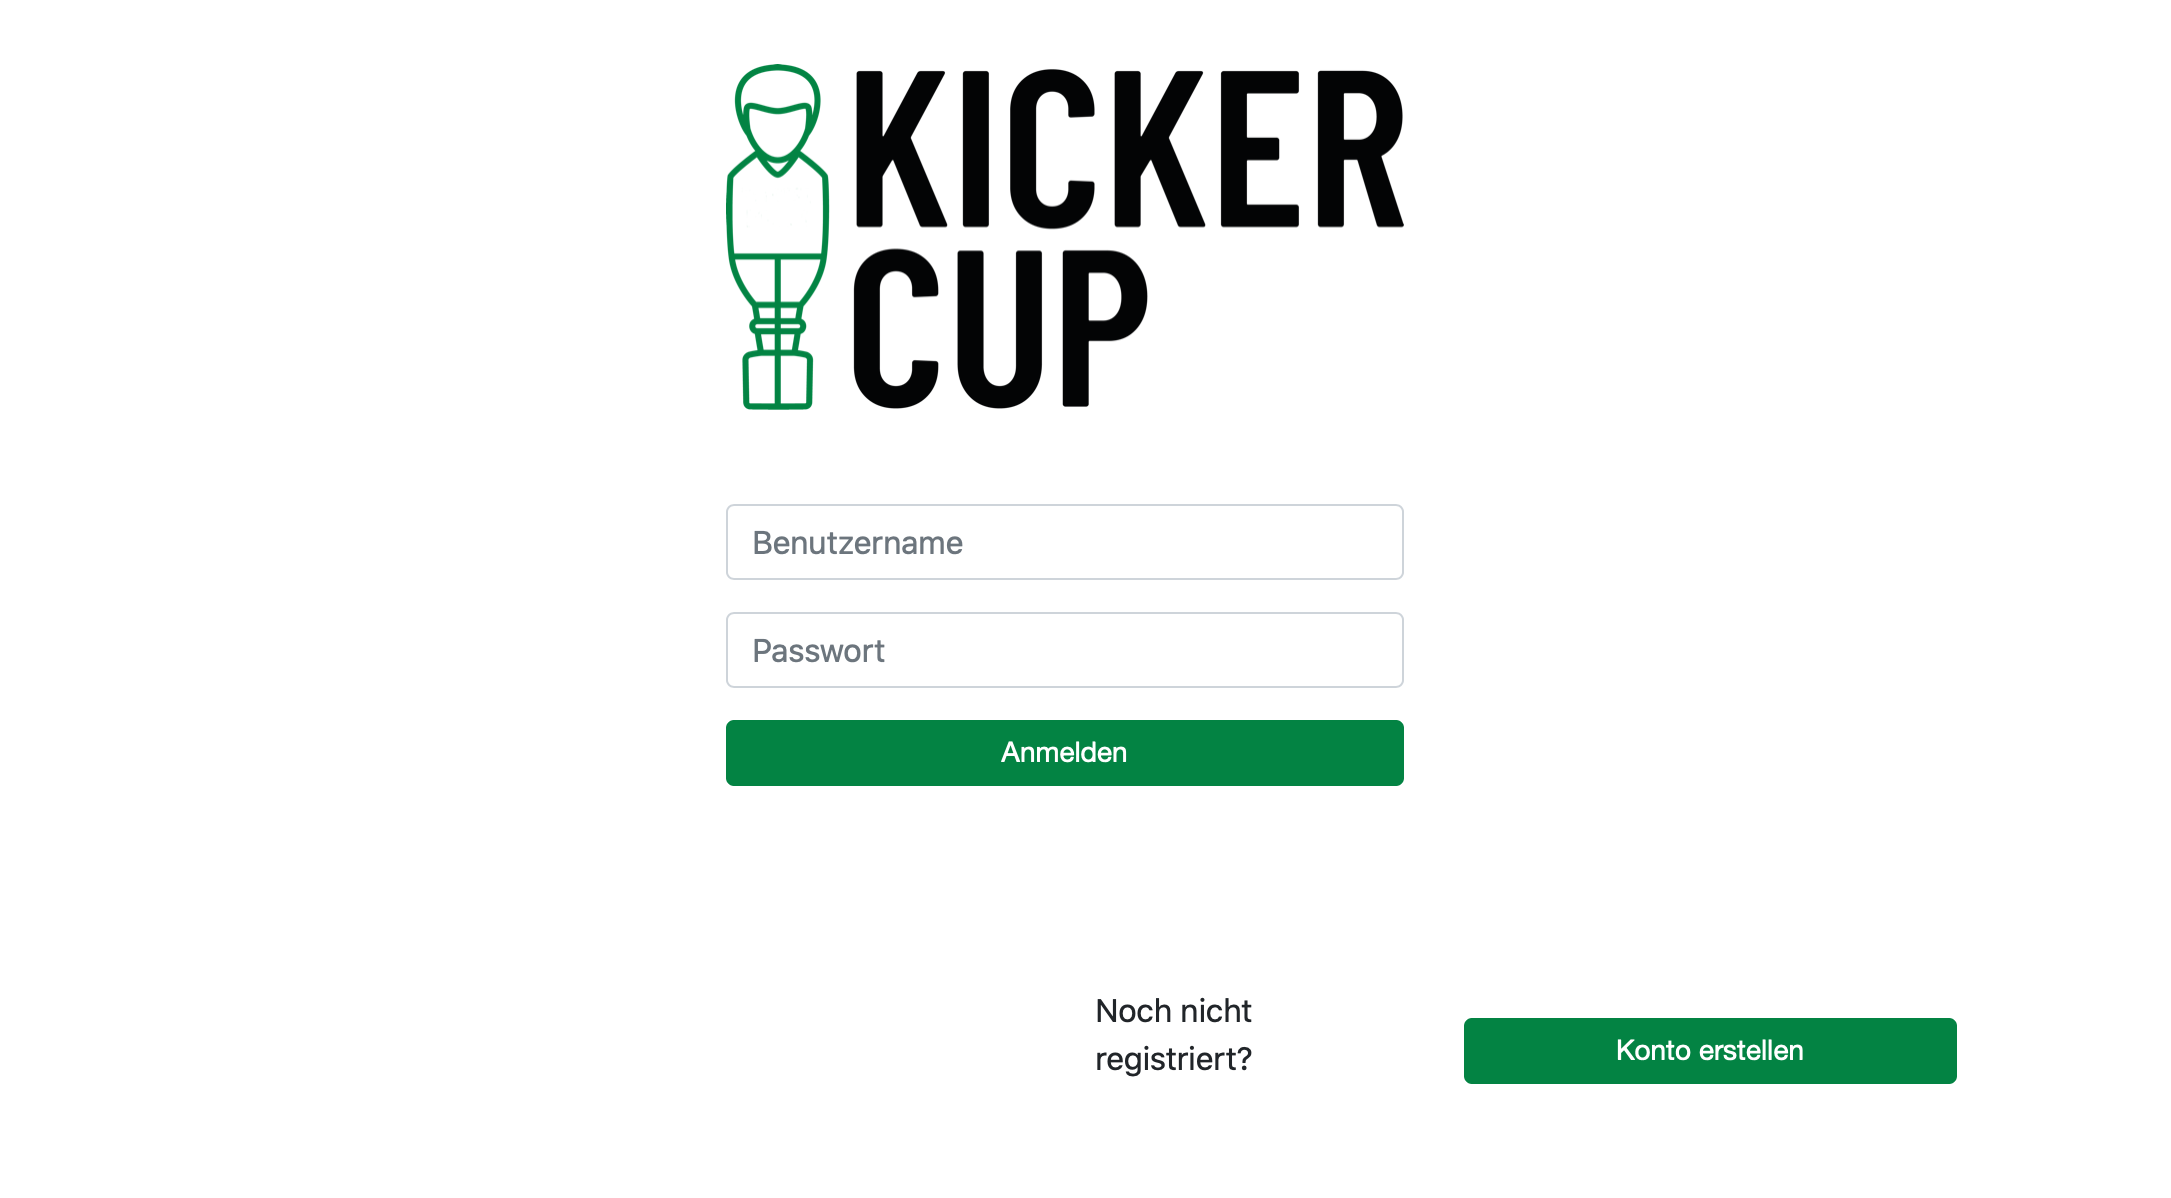 KICKER
CUP
Benutzername
Passwort
Anmelden
Noch nicht
registriert?
Konto erstellen